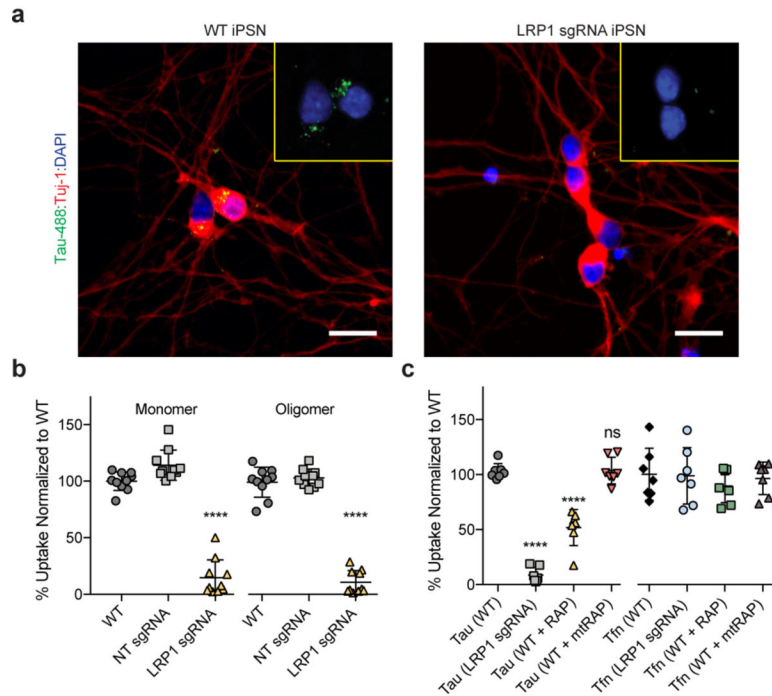 a
WT iPSN
LRP1 sgRNA iPSN
Tau-488:Tuj-1:DAPI
b
% Uptake Normalized to WT
150
100
50
0
Monomer
Oligomer
****
****
WT
NT sgRNA
LRP1 sgRNA
WT
NT sgRNA
LRP1 sgRNA
c
% Uptake Normalized to WT
150
100
50
0
****
****
ns
Tau (WT)
Tau (LRP1 sgRNA)
Tau (WT + RAP)
Tau (WT + mtRAP)
Tfn (WT)
Tfn (LRP1 sgRNA)
Tfn (WT + RAP)
Tfn (WT + mtRAP)